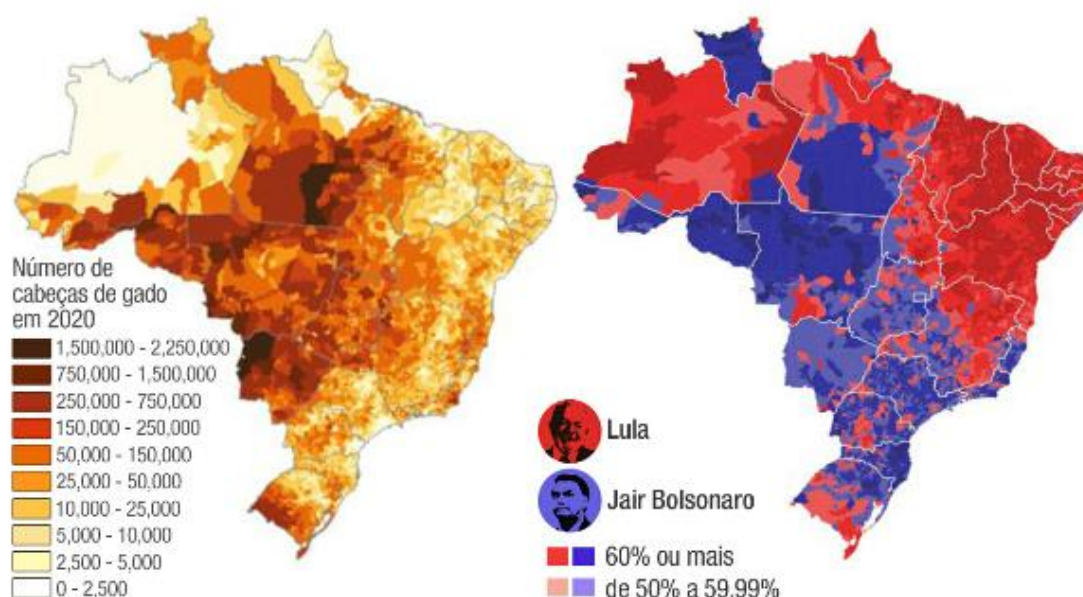 Número de
cabeças de gado
em 2020
1,500,000 - 2,250,000
750,000 - 1,500,000
250,000 - 750,000
150,000 - 250,000
50,000 - 150,000
25,000 - 50,000
10,000 - 25,000
5,000 - 10,000
2,500 - 5,000
0 - 2,500
Lula
Jair Bolsonaro
60% ou mais
de 50% a 59.99%